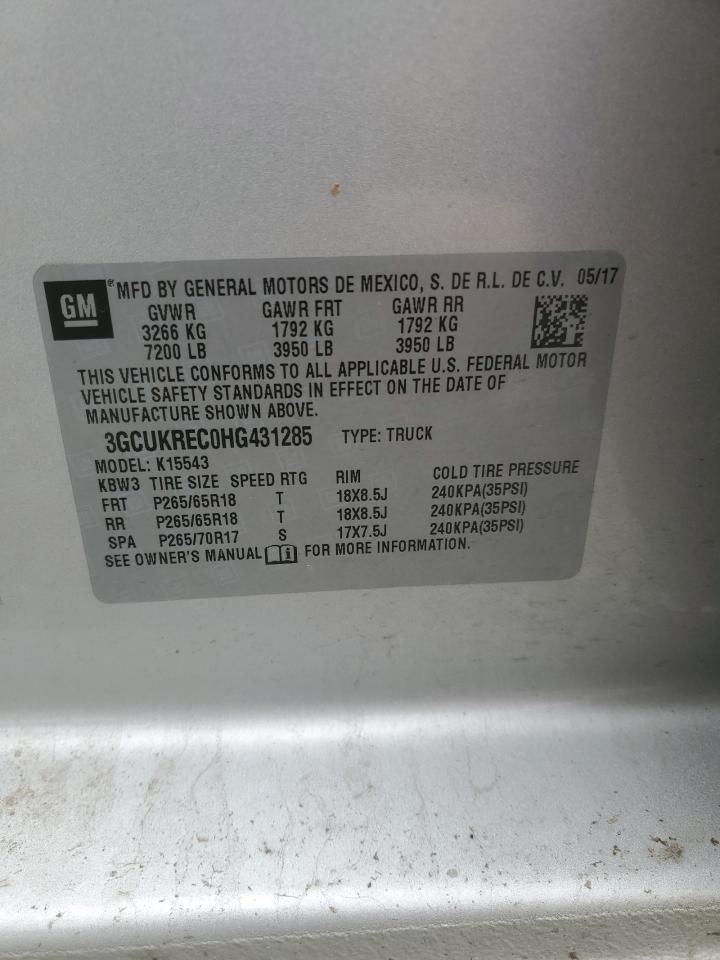 GM ® MFD BY GENERAL MOTORS DE MEXICO, S. DE R.L. DE C.V. 05/17
GVWR GAWR FRT GAWR RR
3266 KG 1792 KG 1792 KG
7200 LB 3950 LB 3950 LB
THIS VEHICLE CONFORMS TO ALL APPLICABLE U.S. FEDERAL MOTOR
VEHICLE SAFETY STANDARDS IN EFFECT ON THE DATE OF
MANUFACTURE SHOWN ABOVE.
3GCUKREC0HG431285 TYPE: TRUCK
MODEL: K15543
KBW3 TIRE SIZE SPEED RTG RIM COLD TIRE PRESSURE
FRT P265/65R18 T 18X8.5J 240KPA(35PSI)
RR P265/65R18 T 18X8.5J 240KPA(35PSI)
SPA P265/70R17 S 17X7.5J 240KPA(35PSI)
SEE OWNER'S MANUAL FOR MORE INFORMATION.